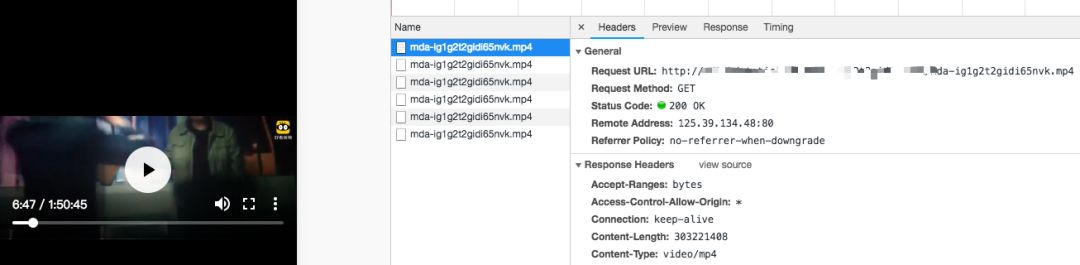 Name
mda-ig1g2t2gidi65nvk.mp4
mda-ig1g2t2gidi65nvk.mp4
mda-ig1g2t2gidi65nvk.mp4
mda-ig1g2t2gidi65nvk.mp4
mda-ig1g2t2gidi65nvk.mp4
mda-ig1g2t2gidi65nvk.mp4
6:47 / 1:50:45
× Headers Preview Response Timing
General
Request URL: http:// mda-ig1g2t2gidi65nvk.mp4
Request Method: GET
Status Code: 200 OK
Remote Address: 125.39.134.48:80
Referrer Policy: no-referrer-when-downgrade
Response Headers view source
Accept-Ranges: bytes
Access-Control-Allow-Origin: *
Connection: keep-alive
Content-Length: 303221408
Content-Type: video/mp4